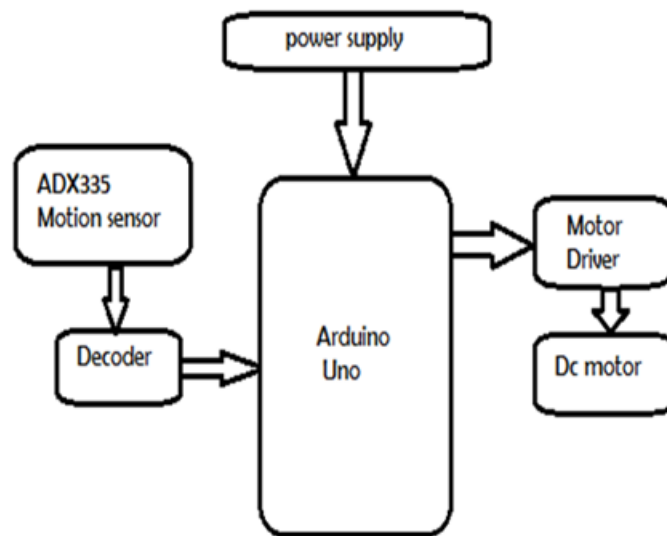 power supply
ADX335
Motion sensor
Decoder
Arduino
Uno
Motor
Driver
Dc motor